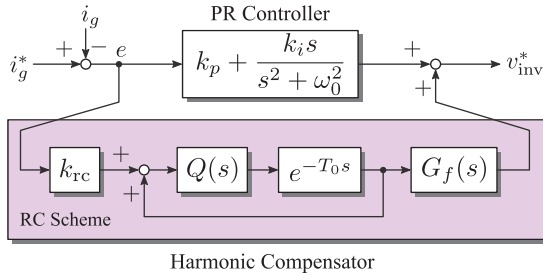 PR Controller
i_g
+ −
i_g^* e
k_p + \frac{k_i s}{s^2 + \omega_0^2}
+
+
v_{inv}^*
k_{rc}
+
+
Q(s)
e^{-T_0 s}
G_f(s)
RC Scheme
Harmonic Compensator